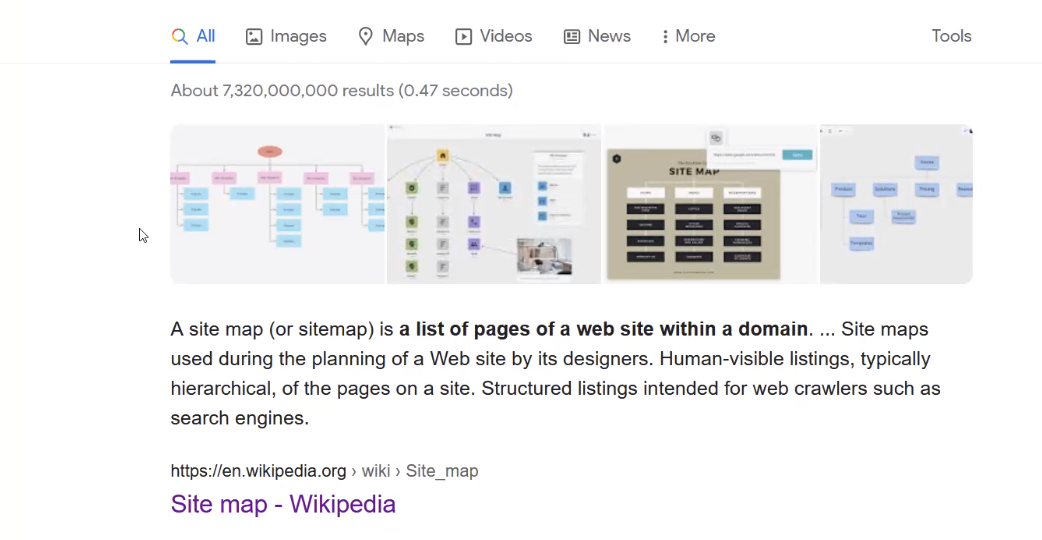 All Images Maps Videos News More Tools
About 7,320,000,000 results (0.47 seconds)
SITE MAP
A site map (or sitemap) is a list of pages of a web site within a domain. ... Site maps
used during the planning of a Web site by its designers. Human-visible listings, typically
hierarchical, of the pages on a site. Structured listings intended for web crawlers such as
search engines.
https://en.wikipedia.org › wiki › Site_map
Site map - Wikipedia